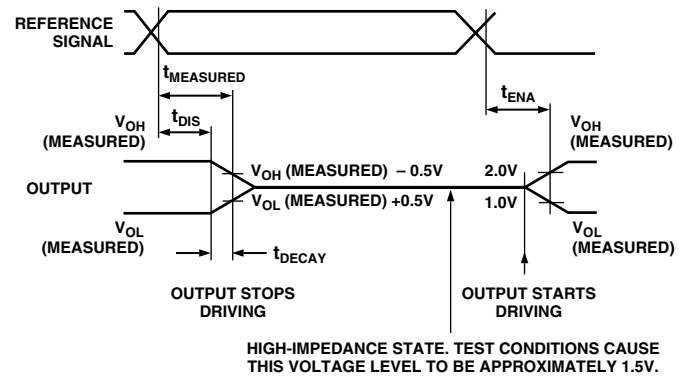 REFERENCE
SIGNAL
tMEASURED
tENA
tDIS
VOH
(MEASURED)
VOH
(MEASURED)
VOH (MEASURED) – 0.5V
2.0V
OUTPUT
VOL (MEASURED) +0.5V
1.0V
VOL
(MEASURED)
VOL
(MEASURED)
tDECAY
OUTPUT STOPS
DRIVING
OUTPUT STARTS
DRIVING
HIGH-IMPEDANCE STATE. TEST CONDITIONS CAUSE
THIS VOLTAGE LEVEL TO BE APPROXIMATELY 1.5V.